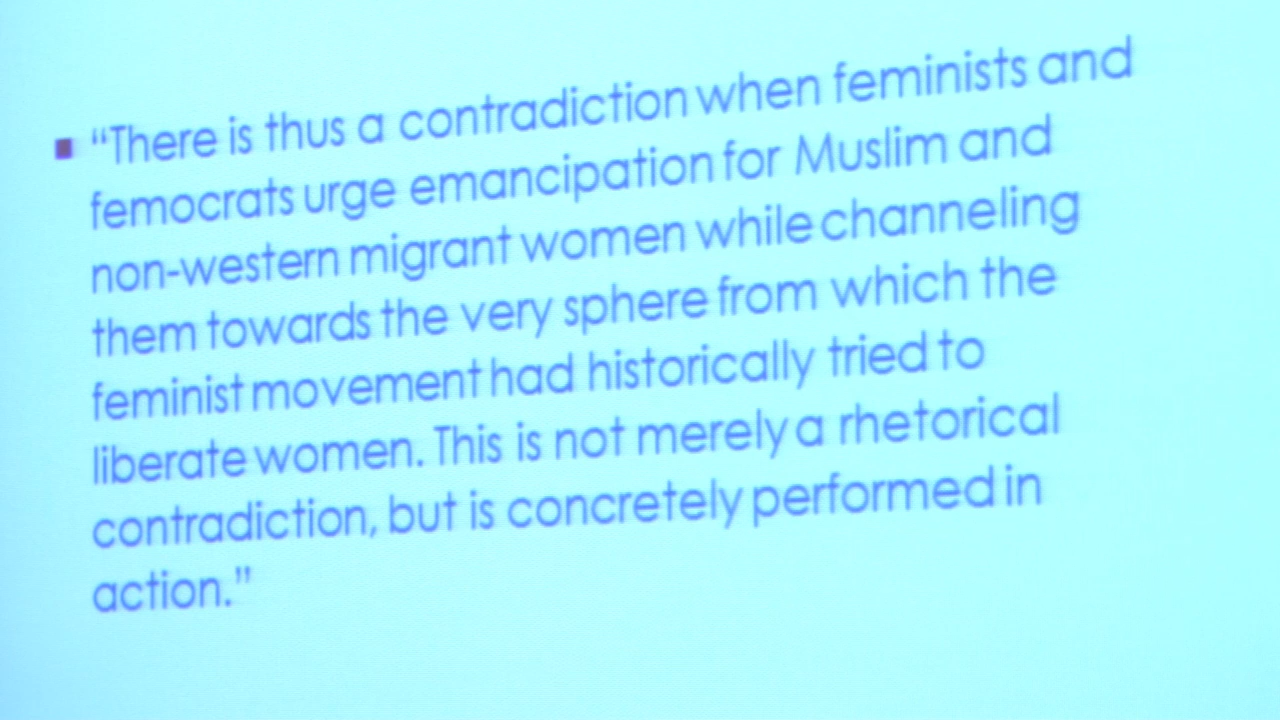 “There is thus a contradiction when feminists and
femocrats urge emancipation for Muslim and
non-western migrant women while channeling
them towards the very sphere from which the
feminist movement had historically tried to
liberate women. This is not merely a rhetorical
contradiction, but is concretely performed in
action.”